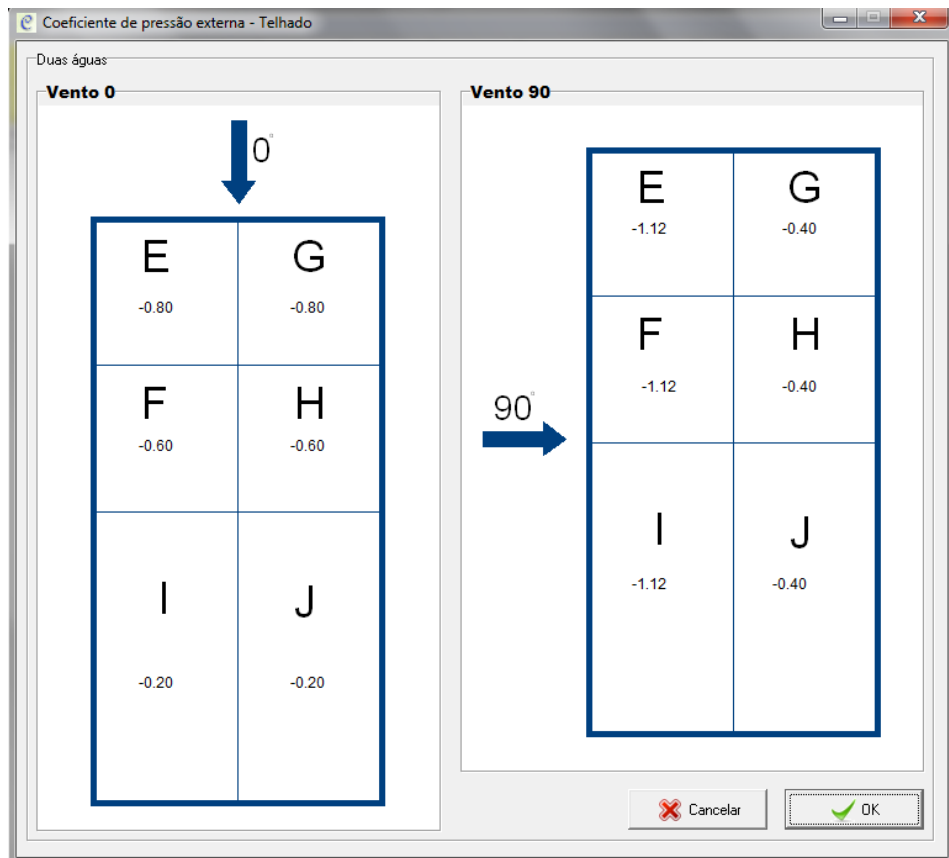 Coeficiente de pressão externa - Telhado
Duas águas
Vento 0
0°
E G
-0.80 -0.80
F H
-0.60 -0.60
I J
-0.20 -0.20
Vento 90
90°
E G
-1.12 -0.40
F H
-1.12 -0.40
I J
-1.12 -0.40
Cancelar OK